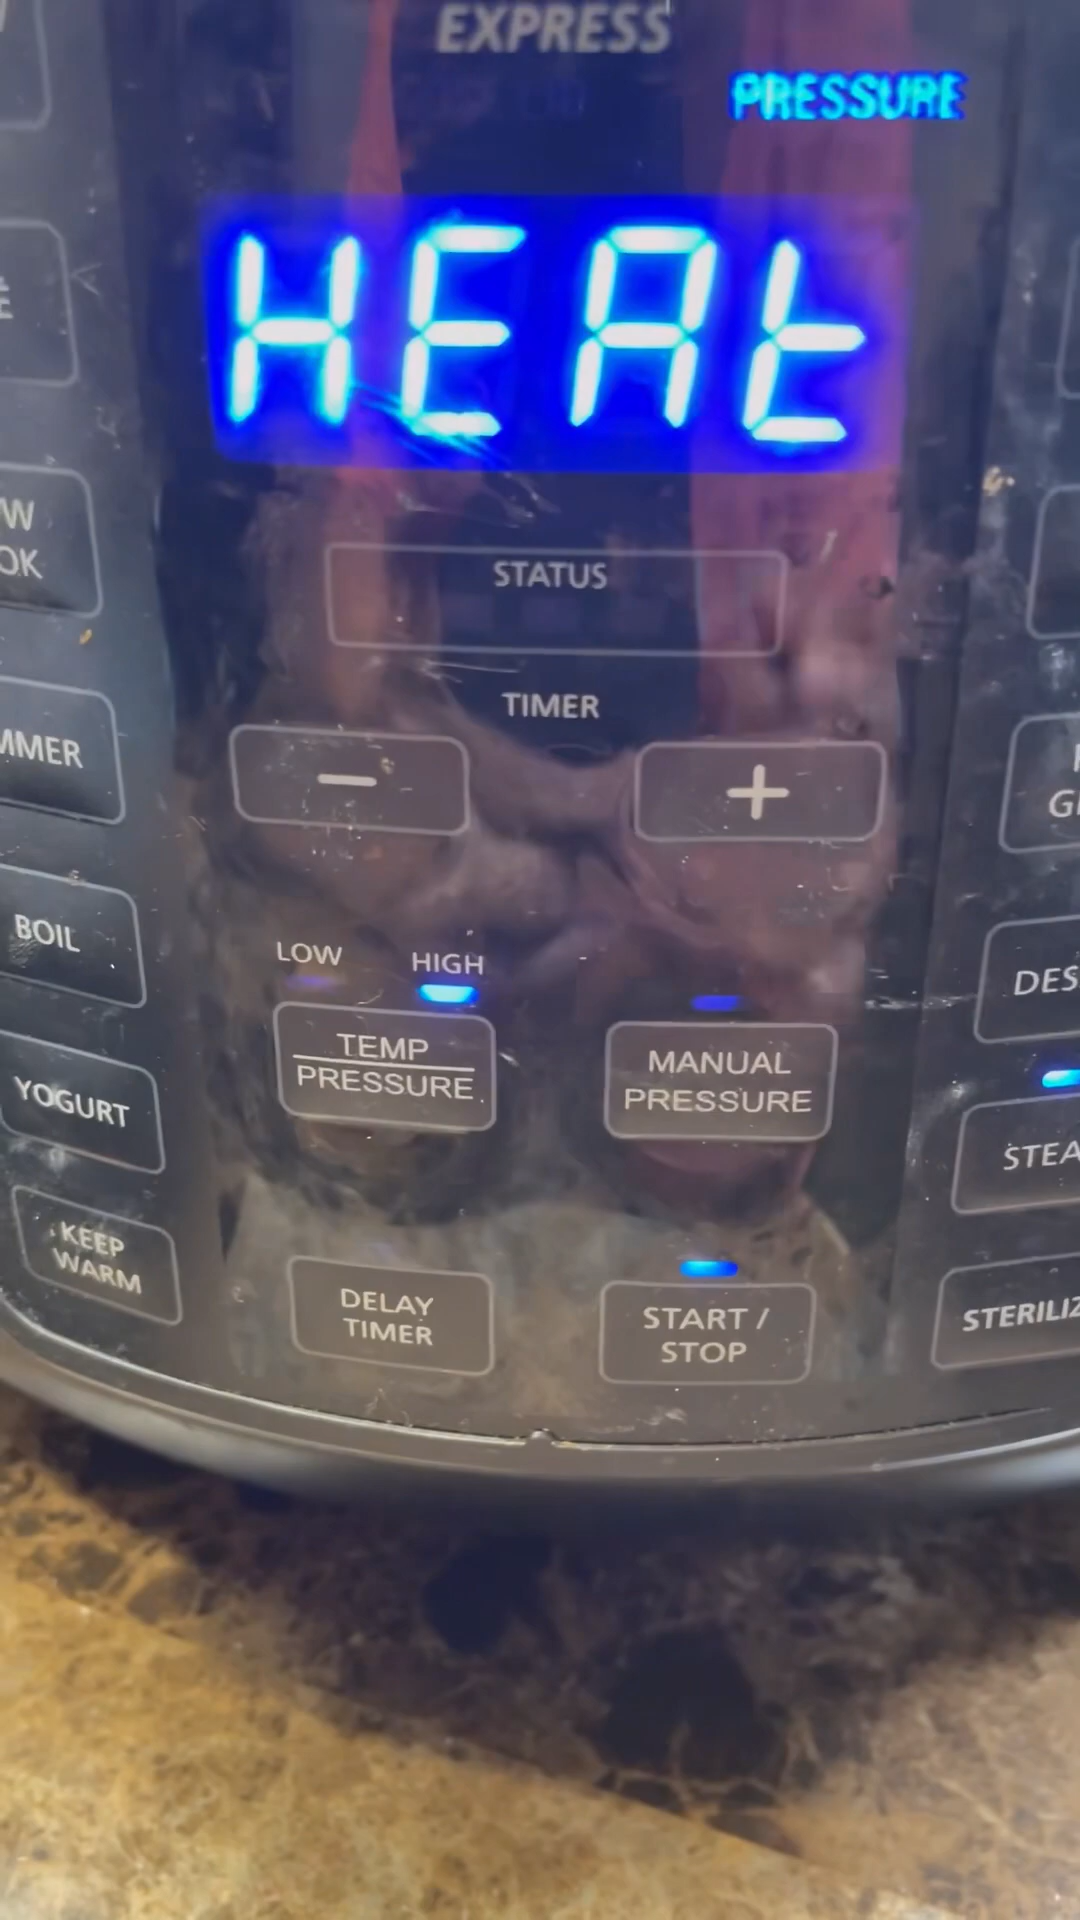 EXPRESS
PRESSURE
HEAt
STATUS
TIMER
− +
BOIL
LOW HIGH
TEMP
PRESSURE
MANUAL
PRESSURE
YOGURT
KEEP
WARM
DELAY
TIMER
START /
STOP